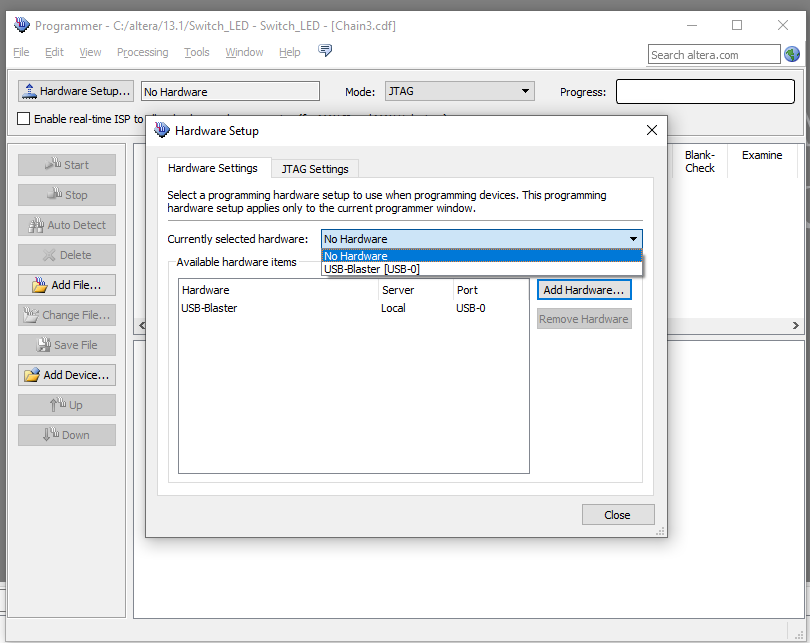 Programmer - C:/altera/13.1/Switch_LED - Switch_LED - [Chain3.cdf]
File Edit View Processing Tools Window Help
Search altera.com
Hardware Setup... No Hardware Mode: JTAG Progress:
Enable real-time ISP to
Hardware Setup
Start
Stop
Auto Detect
Delete
Add File...
Change File...
Save File
Add Device...
Up
Down
Blank-
Check
Examine
Hardware Settings JTAG Settings
Select a programming hardware setup to use when programming devices. This programming
hardware setup applies only to the current programmer window.
Currently selected hardware: No Hardware
No Hardware
USB-Blaster [USB-0]
Available hardware items
Hardware Server Port
USB-Blaster Local USB-0
Add Hardware...
Remove Hardware
Close